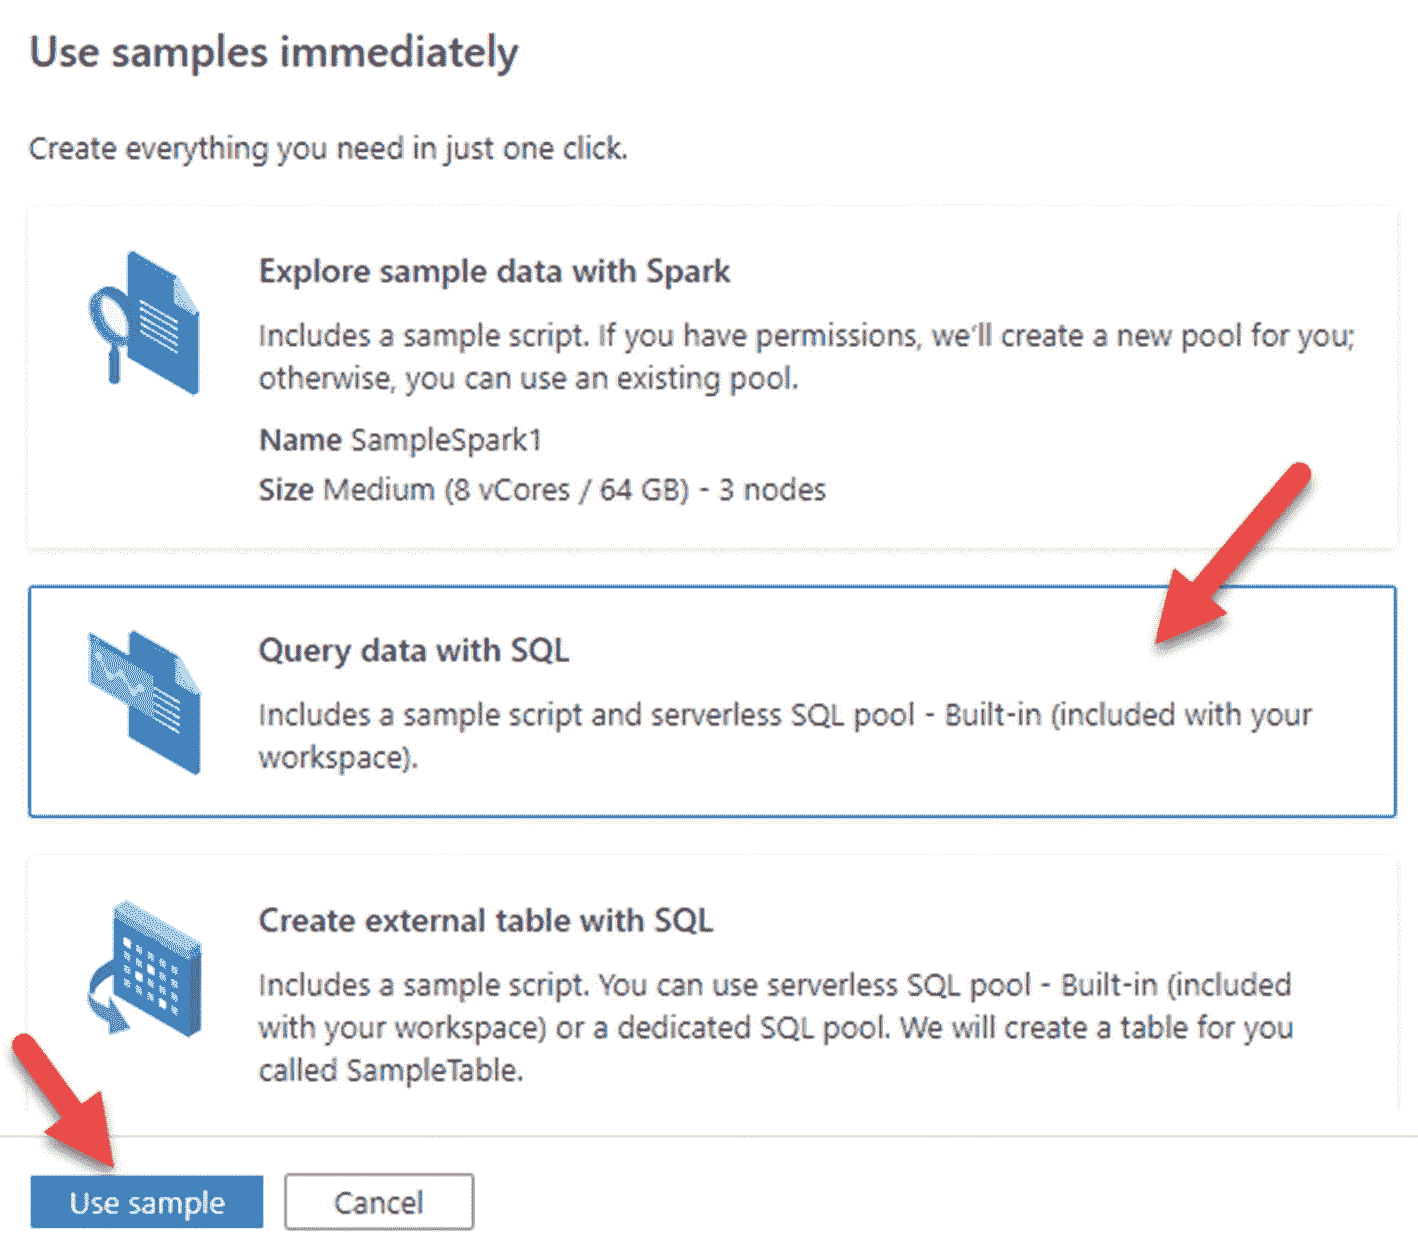 Use samples immediately
Create everything you need in just one click.
Explore sample data with Spark
Includes a sample script. If you have permissions, we'll create a new pool for you;
otherwise, you can use an existing pool.
Name SampleSpark1
Size Medium (8 vCores / 64 GB) - 3 nodes
Query data with SQL
Includes a sample script and serverless SQL pool - Built-in (included with your
workspace).
Create external table with SQL
Includes a sample script. You can use serverless SQL pool - Built-in (included
with your workspace) or a dedicated SQL pool. We will create a table for you
called SampleTable.
Use sample
Cancel